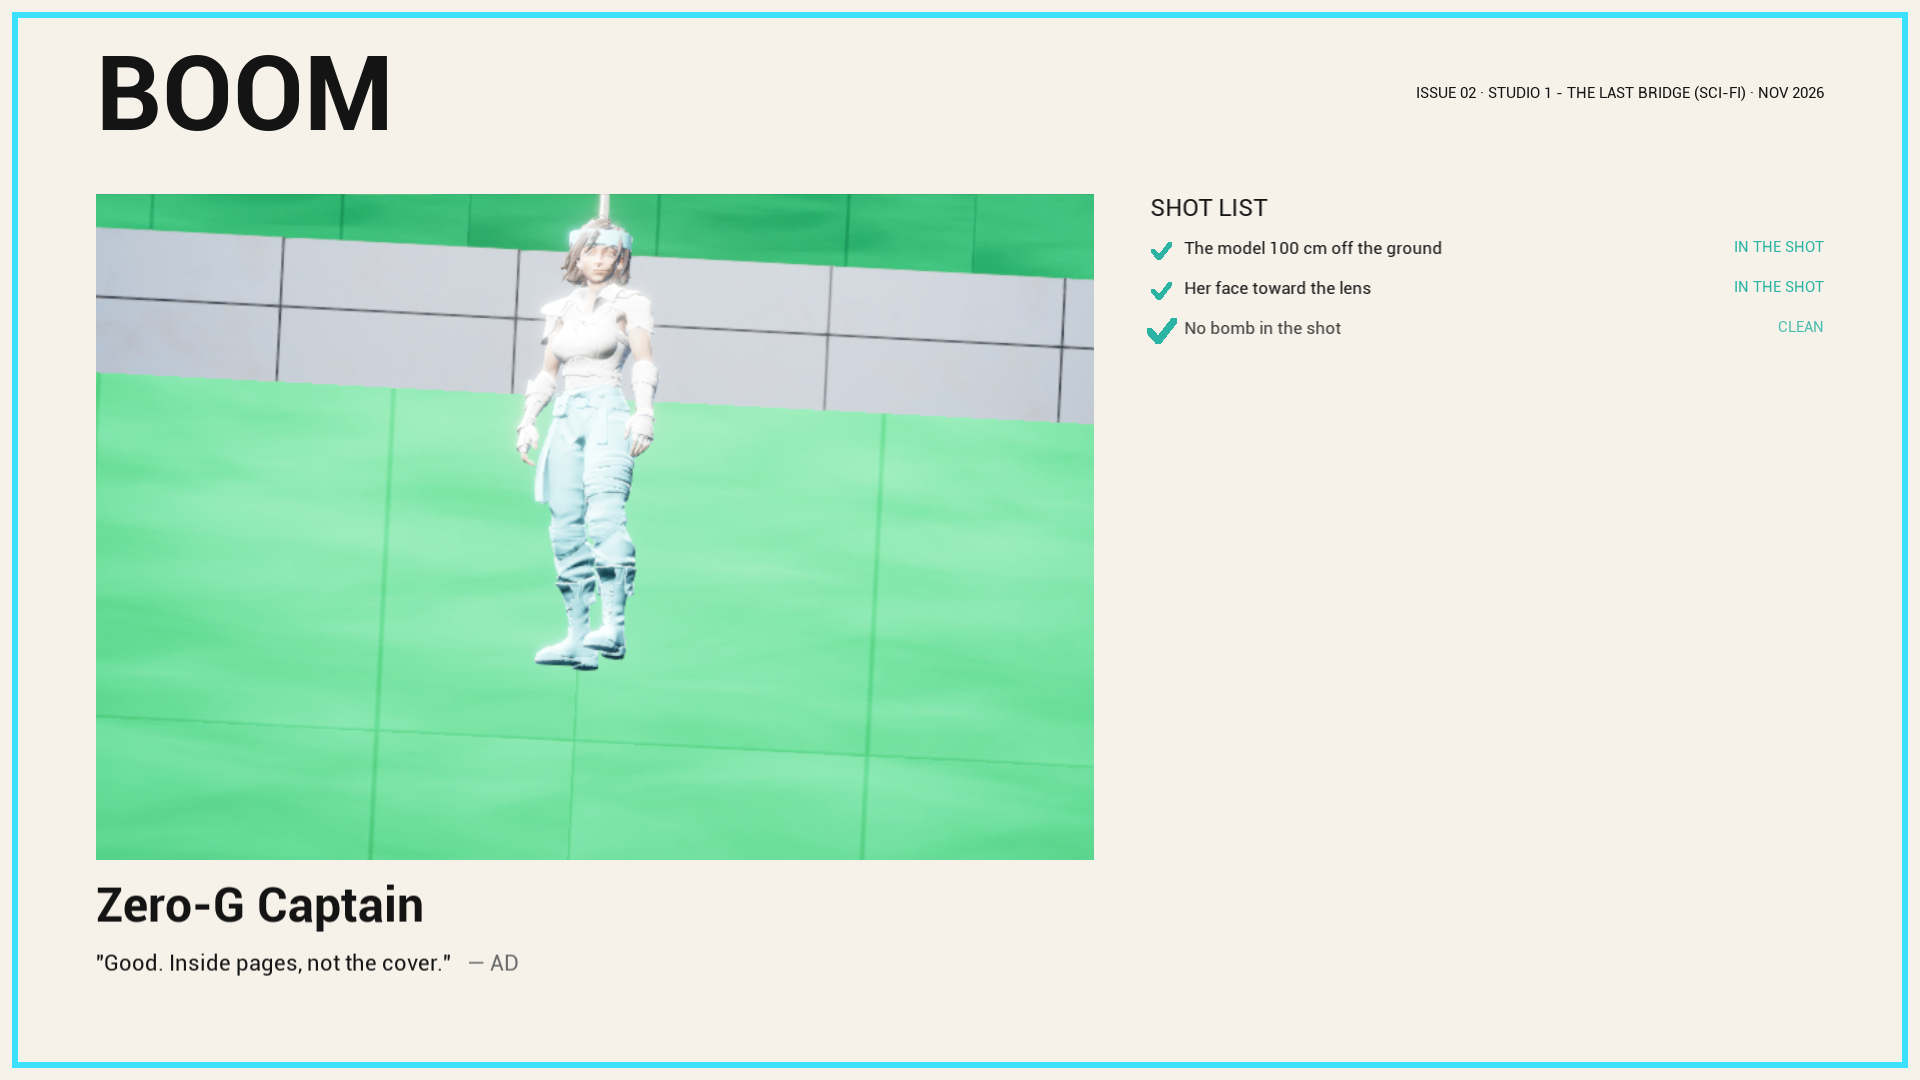 BOOM
ISSUE 02 · STUDIO 1 - THE LAST BRIDGE (SCI-FI) · NOV 2026
SHOT LIST
The model 100 cm off the ground IN THE SHOT
Her face toward the lens IN THE SHOT
No bomb in the shot CLEAN
Zero-G Captain
"Good. Inside pages, not the cover." — AD